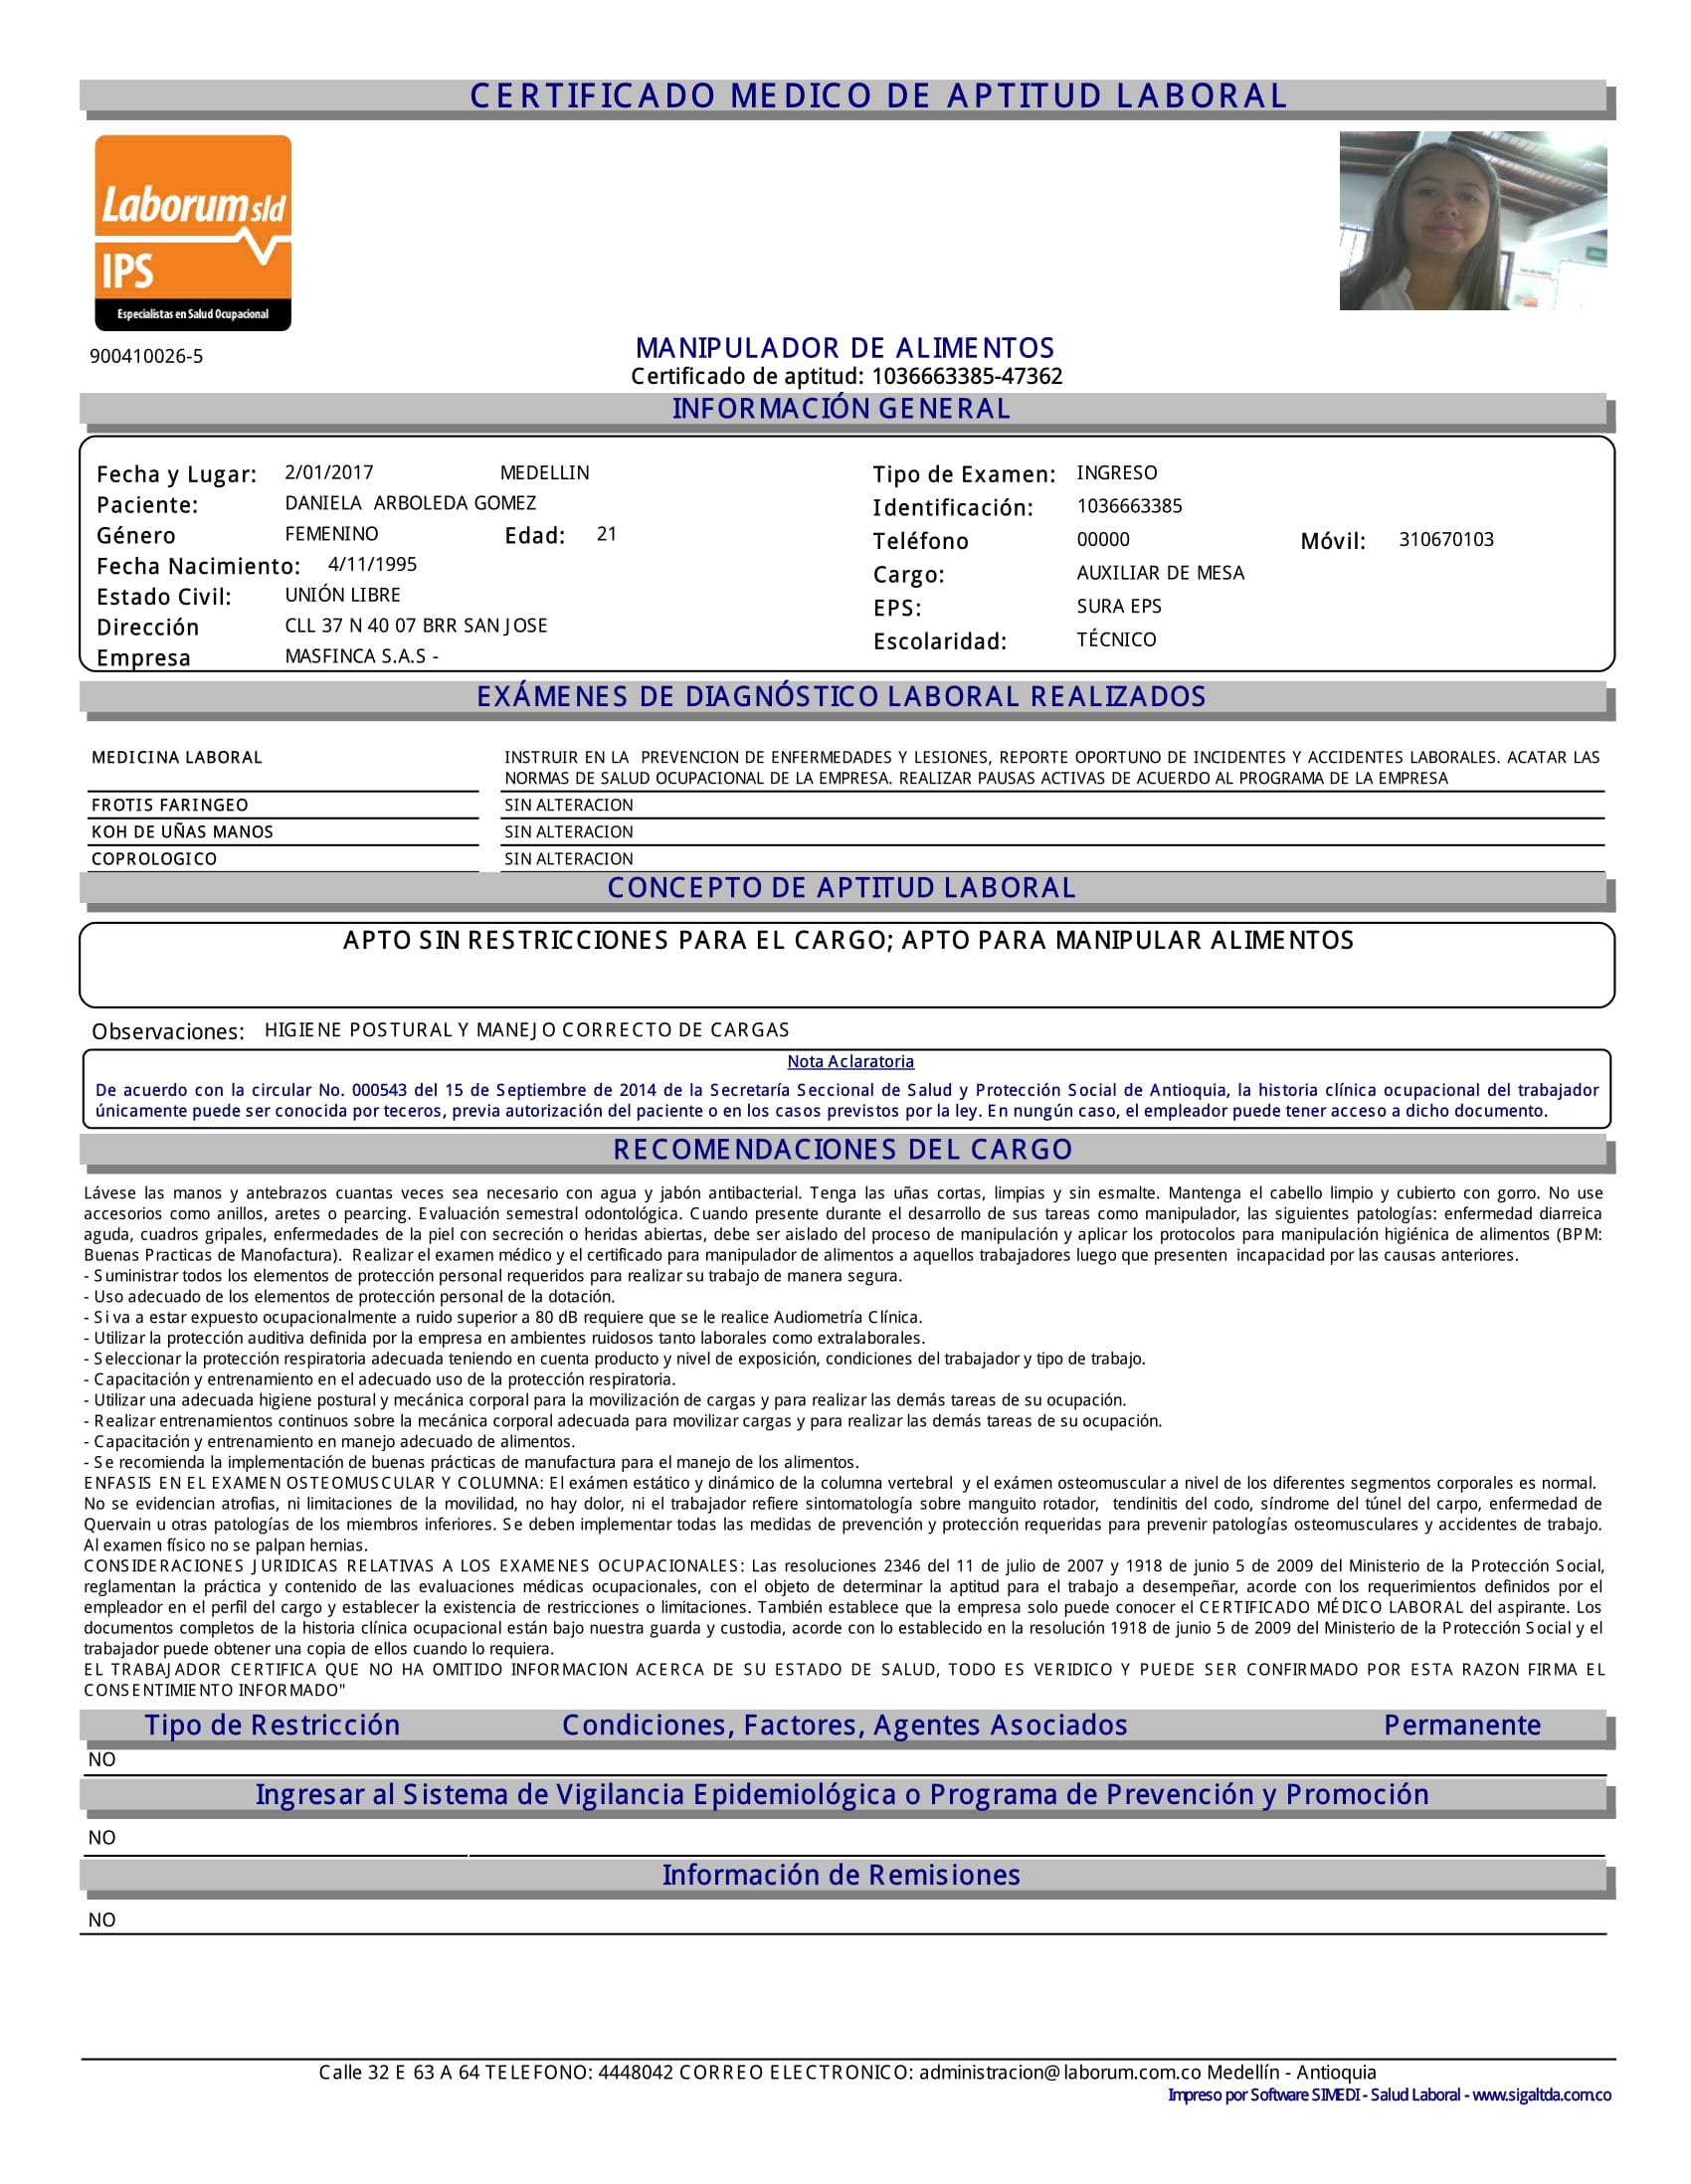 CERTIFICADO MEDICO DE APTITUD LABORAL
Laborum sld
IPS
Especialistas en Salud Ocupacional
900410026-5
MANIPULADOR DE ALIMENTOS
Certificado de aptitud: 1036663385-47362
INFORMACIÓN GENERAL
Fecha y Lugar: 2/01/2017 MEDELLIN Tipo de Examen: INGRESO
Paciente: DANIELA ARBOLEDA GOMEZ Identificación: 1036663385
Género FEMENINO Edad: 21 Teléfono 00000 Móvil: 310670103
Fecha Nacimiento: 4/11/1995 Cargo: AUXILIAR DE MESA
Estado Civil: UNIÓN LIBRE EPS: SURA EPS
Dirección CLL 37 N 40 07 BRR SAN JOSE Escolaridad: TÉCNICO
Empresa MASFINCA S.A.S -
EXÁMENES DE DIAGNÓSTICO LABORAL REALIZADOS
MEDICINA LABORAL INSTRUIR EN LA PREVENCION DE ENFERMEDADES Y LESIONES, REPORTE OPORTUNO DE INCIDENTES Y ACCIDENTES LABORALES. ACATAR LAS
NORMAS DE SALUD OCUPACIONAL DE LA EMPRESA. REALIZAR PAUSAS ACTIVAS DE ACUERDO AL PROGRAMA DE LA EMPRESA
FROTIS FARINGEO SIN ALTERACION
KOH DE UÑAS MANOS SIN ALTERACION
COPROLOGICO SIN ALTERACION
CONCEPTO DE APTITUD LABORAL
APTO SIN RESTRICCIONES PARA EL CARGO; APTO PARA MANIPULAR ALIMENTOS
Observaciones: HIGIENE POSTURAL Y MANEJO CORRECTO DE CARGAS
Nota Aclaratoria
De acuerdo con la circular No. 000543 del 15 de Septiembre de 2014 de la Secretaría Seccional de Salud y Protección Social de Antioquia, la historia clínica ocupacional del trabajador
únicamente puede ser conocida por teceros, previa autorización del paciente o en los casos previstos por la ley. En nungún caso, el empleador puede tener acceso a dicho documento.
RECOMENDACIONES DEL CARGO
Lávese las manos y antebrazos cuantas veces sea necesario con agua y jabón antibacterial. Tenga las uñas cortas, limpias y sin esmalte. Mantenga el cabello limpio y cubierto con gorro. No use
accesorios como anillos, aretes o pearcing. Evaluación semestral odontológica. Cuando presente durante el desarrollo de sus tareas como manipulador, las siguientes patologías: enfermedad diarreica
aguda, cuadros gripales, enfermedades de la piel con secreción o heridas abiertas, debe ser aislado del proceso de manipulación y aplicar los protocolos para manipulación higiénica de alimentos (BPM:
Buenas Practicas de Manofactura). Realizar el examen médico y el certificado para manipulador de alimentos a aquellos trabajadores luego que presenten incapacidad por las causas anteriores.
- Suministrar todos los elementos de protección personal requeridos para realizar su trabajo de manera segura.
- Uso adecuado de los elementos de protección personal de la dotación.
- Si va a estar expuesto ocupacionalmente a ruido superior a 80 dB requiere que se le realice Audiometría Clínica.
- Utilizar la protección auditiva definida por la empresa en ambientes ruidosos tanto laborales como extralaborales.
- Seleccionar la protección respiratoria adecuada teniendo en cuenta producto y nivel de exposición, condiciones del trabajador y tipo de trabajo.
- Capacitación y entrenamiento en el adecuado uso de la protección respiratoria.
- Utilizar una adecuada higiene postural y mecánica corporal para la movilización de cargas y para realizar las demás tareas de su ocupación.
- Realizar entrenamientos continuos sobre la mecánica corporal adecuada para movilizar cargas y para realizar las demás tareas de su ocupación.
- Capacitación y entrenamiento en manejo adecuado de alimentos.
- Se recomienda la implementación de buenas prácticas de manufactura para el manejo de los alimentos.
ENFASIS EN EL EXAMEN OSTEOMUSCULAR Y COLUMNA: El exámen estático y dinámico de la columna vertebral y el exámen osteomuscular a nivel de los diferentes segmentos corporales es normal.
No se evidencian atrofias, ni limitaciones de la movilidad, no hay dolor, ni el trabajador refiere sintomatología sobre manguito rotador, tendinitis del codo, síndrome del túnel del carpo, enfermedad de
Quervain u otras patologías de los miembros inferiores. Se deben implementar todas las medidas de prevención y protección requeridas para prevenir patologías osteomusculares y accidentes de trabajo.
Al examen físico no se palpan hernias.
CONSIDERACIONES JURIDICAS RELATIVAS A LOS EXAMENES OCUPACIONALES: Las resoluciones 2346 del 11 de julio de 2007 y 1918 de junio 5 de 2009 del Ministerio de la Protección Social,
reglamentan la práctica y contenido de las evaluaciones médicas ocupacionales, con el objeto de determinar la aptitud para el trabajo a desempeñar, acorde con los requerimientos definidos por el
empleador en el perfil del cargo y establecer la existencia de restricciones o limitaciones. También establece que la empresa solo puede conocer el CERTIFICADO MÉDICO LABORAL del aspirante. Los
documentos completos de la historia clínica ocupacional están bajo nuestra guarda y custodia, acorde con lo establecido en la resolución 1918 de junio 5 de 2009 del Ministerio de la Protección Social y el
trabajador puede obtener una copia de ellos cuando lo requiera.
EL TRABAJADOR CERTIFICA QUE NO HA OMITIDO INFORMACION ACERCA DE SU ESTADO DE SALUD, TODO ES VERIDICO Y PUEDE SER CONFIRMADO POR ESTA RAZON FIRMA EL
CONSENTIMIENTO INFORMADO"
Tipo de Restricción Condiciones, Factores, Agentes Asociados Permanente
NO
Ingresar al Sistema de Vigilancia Epidemiológica o Programa de Prevención y Promoción
NO
Información de Remisiones
NO
Calle 32 E 63 A 64 TELEFONO: 4448042 CORREO ELECTRONICO: administracion@laborum.com.co Medellín - Antioquia
Impreso por Software SIMEDI - Salud Laboral - www.sigaltda.com.co